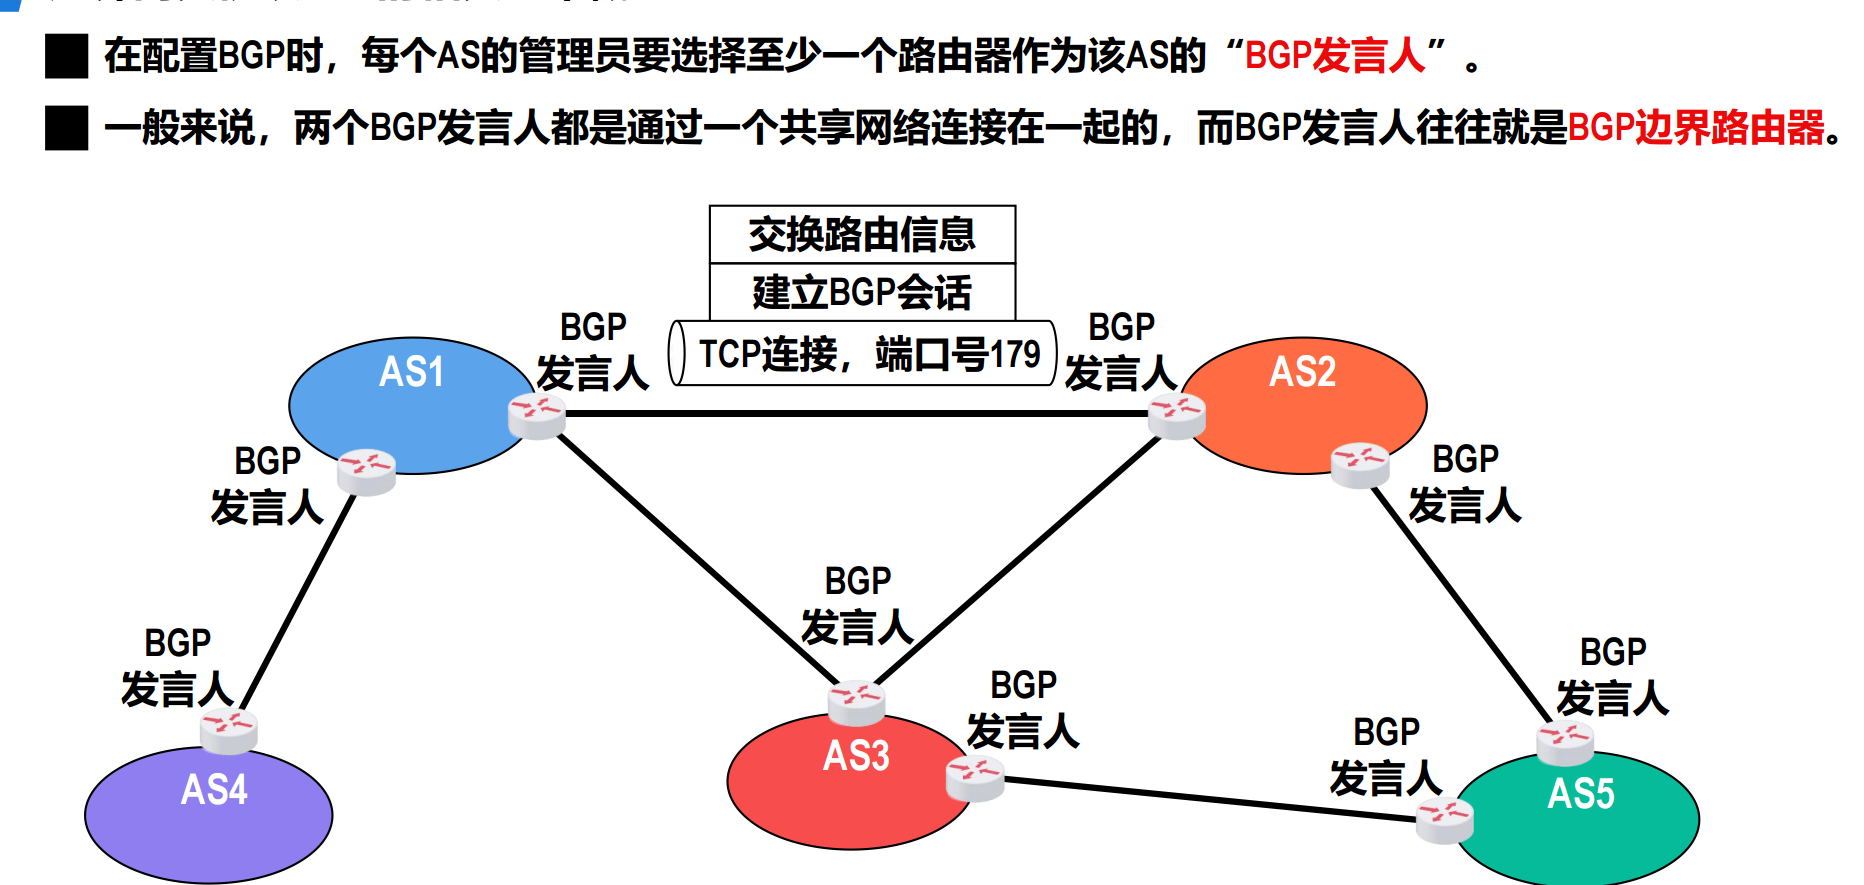 在配置BGP时，每个AS的管理员要选择至少一个路由器作为该AS的“BGP发言人”。
一般来说，两个BGP发言人都是通过一个共享网络连接在一起的，而BGP发言人往往就是BGP边界路由器。
交换路由信息
建立BGP会话
TCP连接，端口号179
BGP
发言人
BGP
发言人
AS1
AS2
BGP
发言人
BGP
发言人
BGP
发言人
BGP
发言人
BGP
发言人
BGP
发言人
BGP
发言人
AS3
AS4
AS5